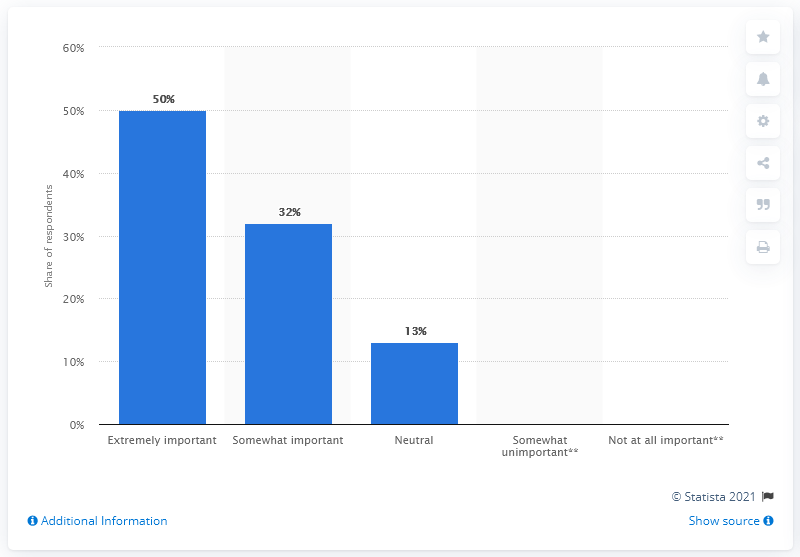 60%
50%
40%
30%
20%
10%
0%
Share of respondents
50%
32%
13%
Extremely important
Somewhat important
Neutral
Somewhat
unimportant**
Not at all important**
© Statista 2021
Additional Information
Show source